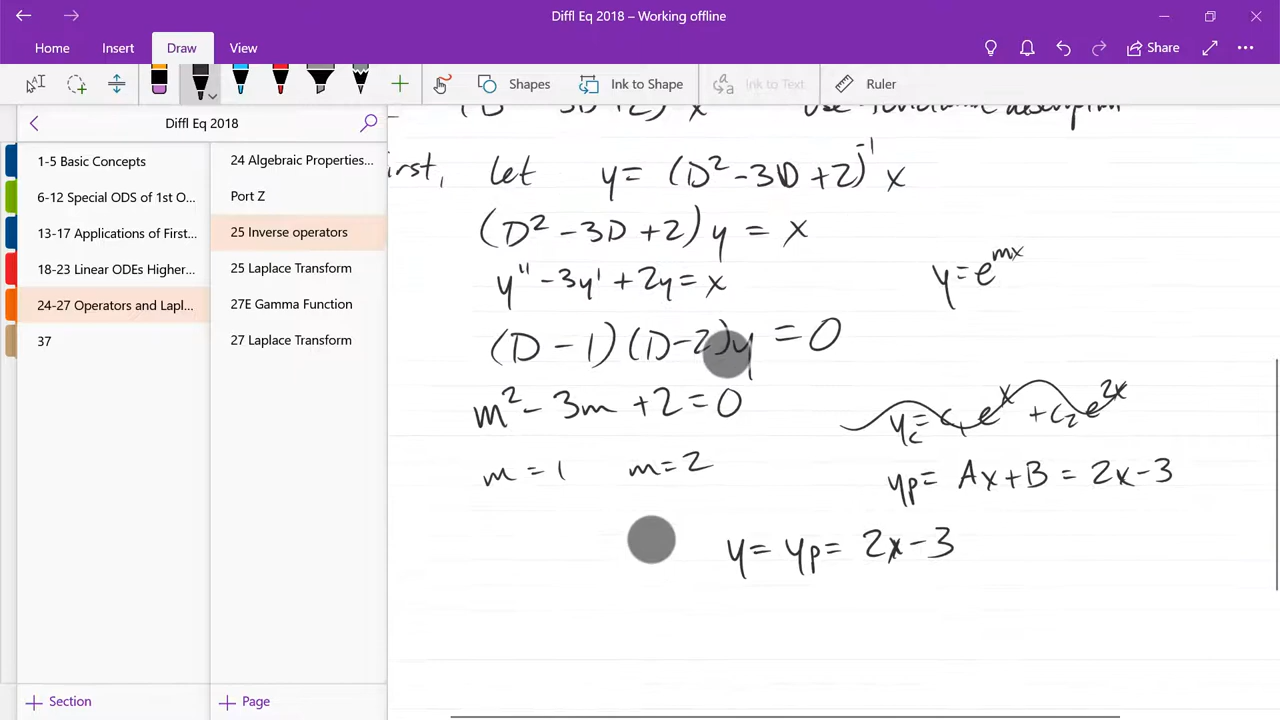 Diffl Eq 2018 – Working offline
Home Insert Draw View
Share
Shapes Ink to Shape Ink to Text Ruler
Diffl Eq 2018
1-5 Basic Concepts
6-12 Special ODS of 1st O...
13-17 Applications of First...
18-23 Linear ODEs Higher...
24-27 Operators and Lapl...
37
24 Algebraic Properties...
Port Z
25 Inverse operators
25 Laplace Transform
27E Gamma Function
27 Laplace Transform
Section
Page
irst, let y = (D² - 3D + 2)⁻¹ x
(D² - 3D + 2) y = x
y'' - 3y' + 2y = x
y = e^{mx}
(D - 1)(D - 2)y = 0
m² - 3m + 2 = 0
y_c = c₁e^x + c₂e^{2x}
m = 1 m = 2
yp = Ax + B = 2x - 3
y = yp = 2x - 3